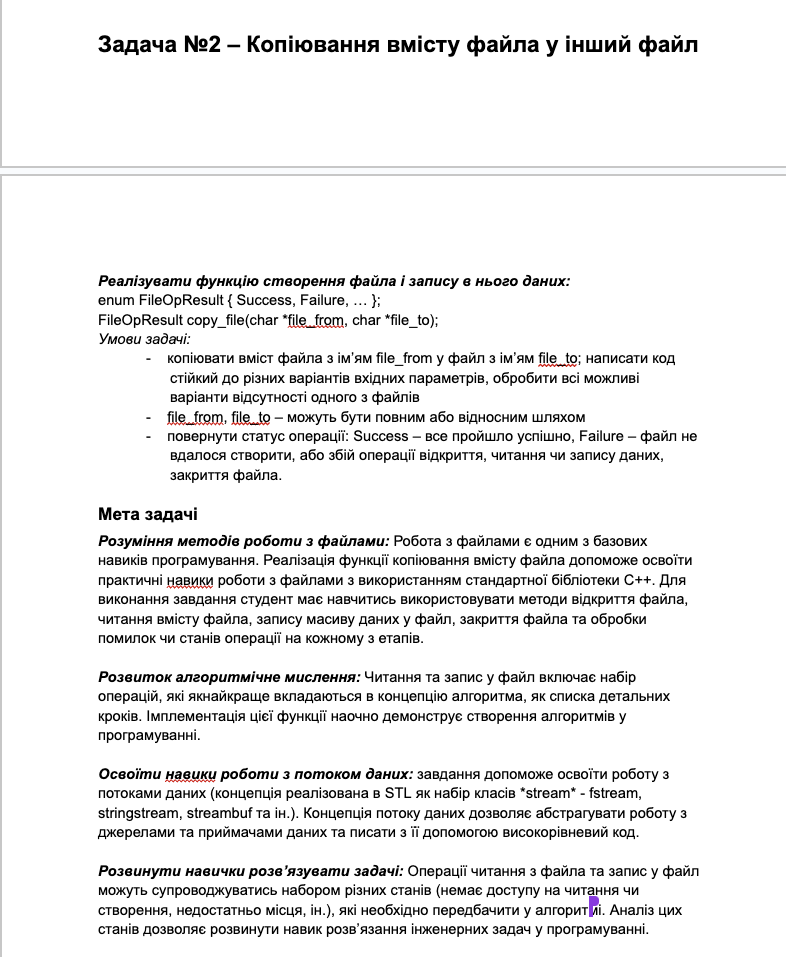 Задача №2 – Копіювання вмісту файла у інший файл
Реалізувати функцію створення файла і запису в нього даних:
enum FileOpResult { Success, Failure, … };
FileOpResult copy_file(char *file_from, char *file_to);
Умови задачі:
- копіювати вміст файла з ім’ям file_from у файл з ім’ям file_to; написати код
стійкий до різних варіантів вхідних параметрів, обробити всі можливі
варіанти відсутності одного з файлів
- file_from, file_to – можуть бути повним або відносним шляхом
- повернути статус операції: Success – все пройшло успішно, Failure – файл не
вдалося створити, або збій операції відкриття, читання чи запису даних,
закриття файла.
Мета задачі
Розуміння методів роботи з файлами: Робота з файлами є одним з базових
навиків програмування. Реалізація функції копіювання вмісту файла допоможе освоїти
практичні навики роботи з файлами з використанням стандартної бібліотеки C++. Для
виконання завдання студент має навчитись використовувати методи відкриття файла,
читання вмісту файла, запису масиву даних у файл, закриття файла та обробки
помилок чи станів операції на кожному з етапів.
Розвиток алгоритмічне мислення: Читання та запис у файл включає набір
операцій, які якнайкраще вкладаються в концепцію алгоритма, як списка детальних
кроків. Імплементація цієї функції наочно демонструє створення алгоритмів у
програмуванні.
Освоїти навики роботи з потоком даних: завдання допоможе освоїти роботу з
потоками даних (концепція реалізована в STL як набір класів *stream* - fstream,
stringstream, streambuf та ін.). Концепція потоку даних дозволяє абстрагувати роботу з
джерелами та приймачами даних та писати з її допомогою високорівневий код.
Розвинути навички розв’язувати задачі: Операції читання з файла та запис у файл
можуть супроводжуватись набором різних станів (немає доступу на читання чи
створення, недостатньо місця, ін.), які необхідно передбачити у алгоритмі. Аналіз цих
станів дозволяє розвинути навик розв’язання інженерних задач у програмуванні.